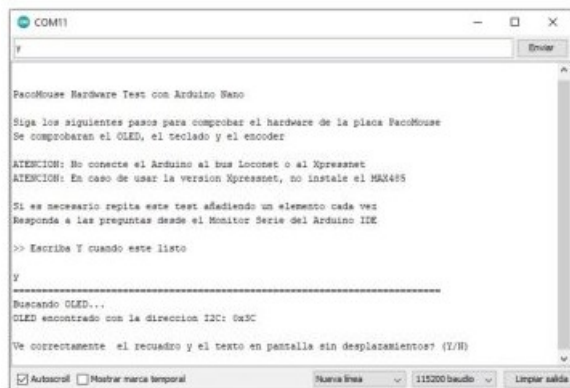 COM11
y
Enviar
PacoMouse Hardware Test con Arduino Nano
Siga los siguientes pasos para comprobar el hardware de la placa PacoMouse
Se comprobaran el OLED, el teclado y el encoder
ATENCION: No conecte el Arduino al bus Loconet o al Xpressnet
ATENCION: En caso de usar la version Xpressnet, no instale el MAX485
Si es necesario repita este test añadiendo un elemento cada vez
Responda a las preguntas desde el Monitor Serie del Arduino IDE
>> Escriba Y cuando este listo
Y
======================================================================
Buscando OLED...
OLED encontrado con la direccion I2C: 0x3C
Ve correctamente el recuadro y el texto en pantalla sin desplazamientos? (Y/N)
Autoscroll Mostrar marca temporal Nueva línea 115200 baudio Limpiar salida